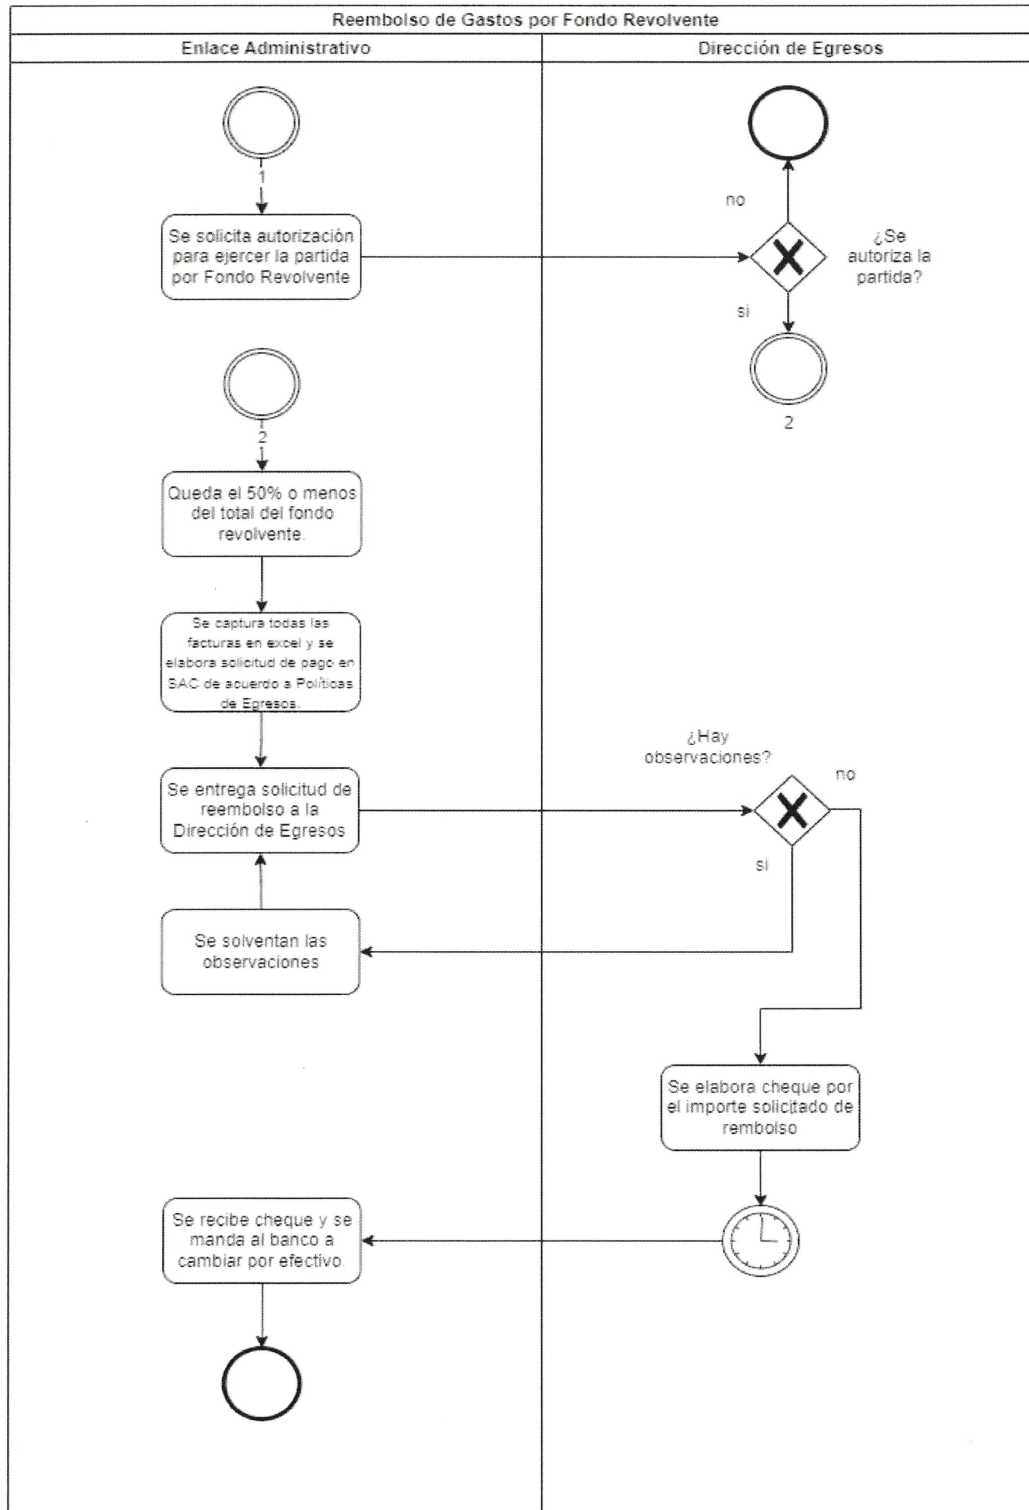 Reembolso de Gastos por Fondo Revolvente
Enlace Administrativo
Dirección de Egresos
1
Se solicita autorización
para ejercer la partida
por Fondo Revolvente
no
¿Se
autoriza la
partida?
si
2
2
Queda el 50% o menos
del total del fondo
revolvente.
Se captura todas las
facturas en excel y se
elabora solicitud de pago en
SAC de acuerdo a Políticas
de Egresos.
¿Hay
observaciones?
no
Se entrega solicitud de
reembolso a la
Dirección de Egresos
si
Se solventan las
observaciones
Se elabora cheque por
el importe solicitado de
rembolso
Se recibe cheque y se
manda al banco a
cambiar por efectivo.